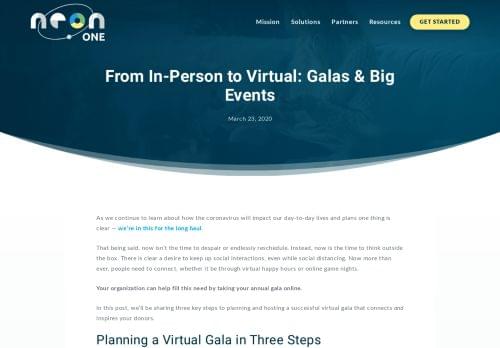 neon
ONE
Mission Solutions Partners Resources GET STARTED
From In-Person to Virtual: Galas & Big
Events
March 23, 2020
As we continue to learn about how the coronavirus will impact our day-to-day lives and plans one thing is
clear — we're in this for the long haul.
That being said, now isn't the time to despair or endlessly reschedule. Instead, now is the time to think outside
the box. There is clear a desire to keep up social interactions, even while social distancing. Now more than
ever, people need to connect, whether it be through virtual happy hours or online game nights.
Your organization can help fill this need by taking your annual gala online.
In this post, we'll be sharing three key steps to planning and hosting a successful virtual gala that connects and
inspires your donors.
Planning a Virtual Gala in Three Steps